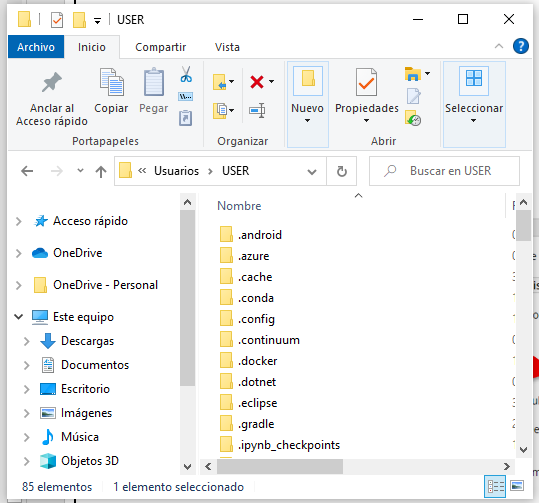 USER
Archivo Inicio Compartir Vista
Anclar al Acceso rápido
Copiar
Pegar
Nuevo
Propiedades
Seleccionar
Portapapeles Organizar Abrir
Usuarios USER
Buscar en USER
Nombre
Acceso rápido
OneDrive
OneDrive - Personal
Este equipo
Descargas
Documentos
Escritorio
Imágenes
Música
Objetos 3D
.android
.azure
.cache
.conda
.config
.continuum
.docker
.dotnet
.eclipse
.gradle
.ipynb_checkpoints
85 elementos 1 elemento seleccionado